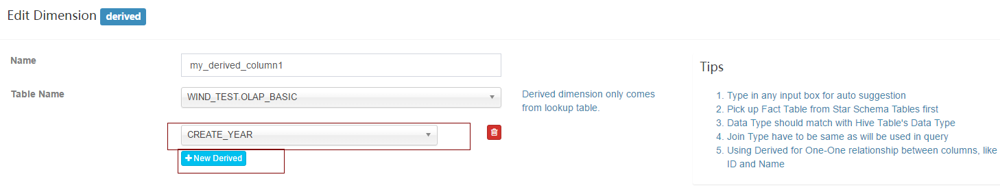 Edit Dimension derived
Name
my_derived_column1
Table Name
WIND_TEST.OLAP_BASIC
Derived dimension only comes
from lookup table.
CREATE_YEAR
New Derived
Tips
1. Type in any input box for auto suggestion
2. Pick up Fact Table from Star Schema Tables first
3. Data Type should match with Hive Table's Data Type
4. Join Type have to be same as will be used in query
5. Using Derived for One-One relationship between columns, like
ID and Name